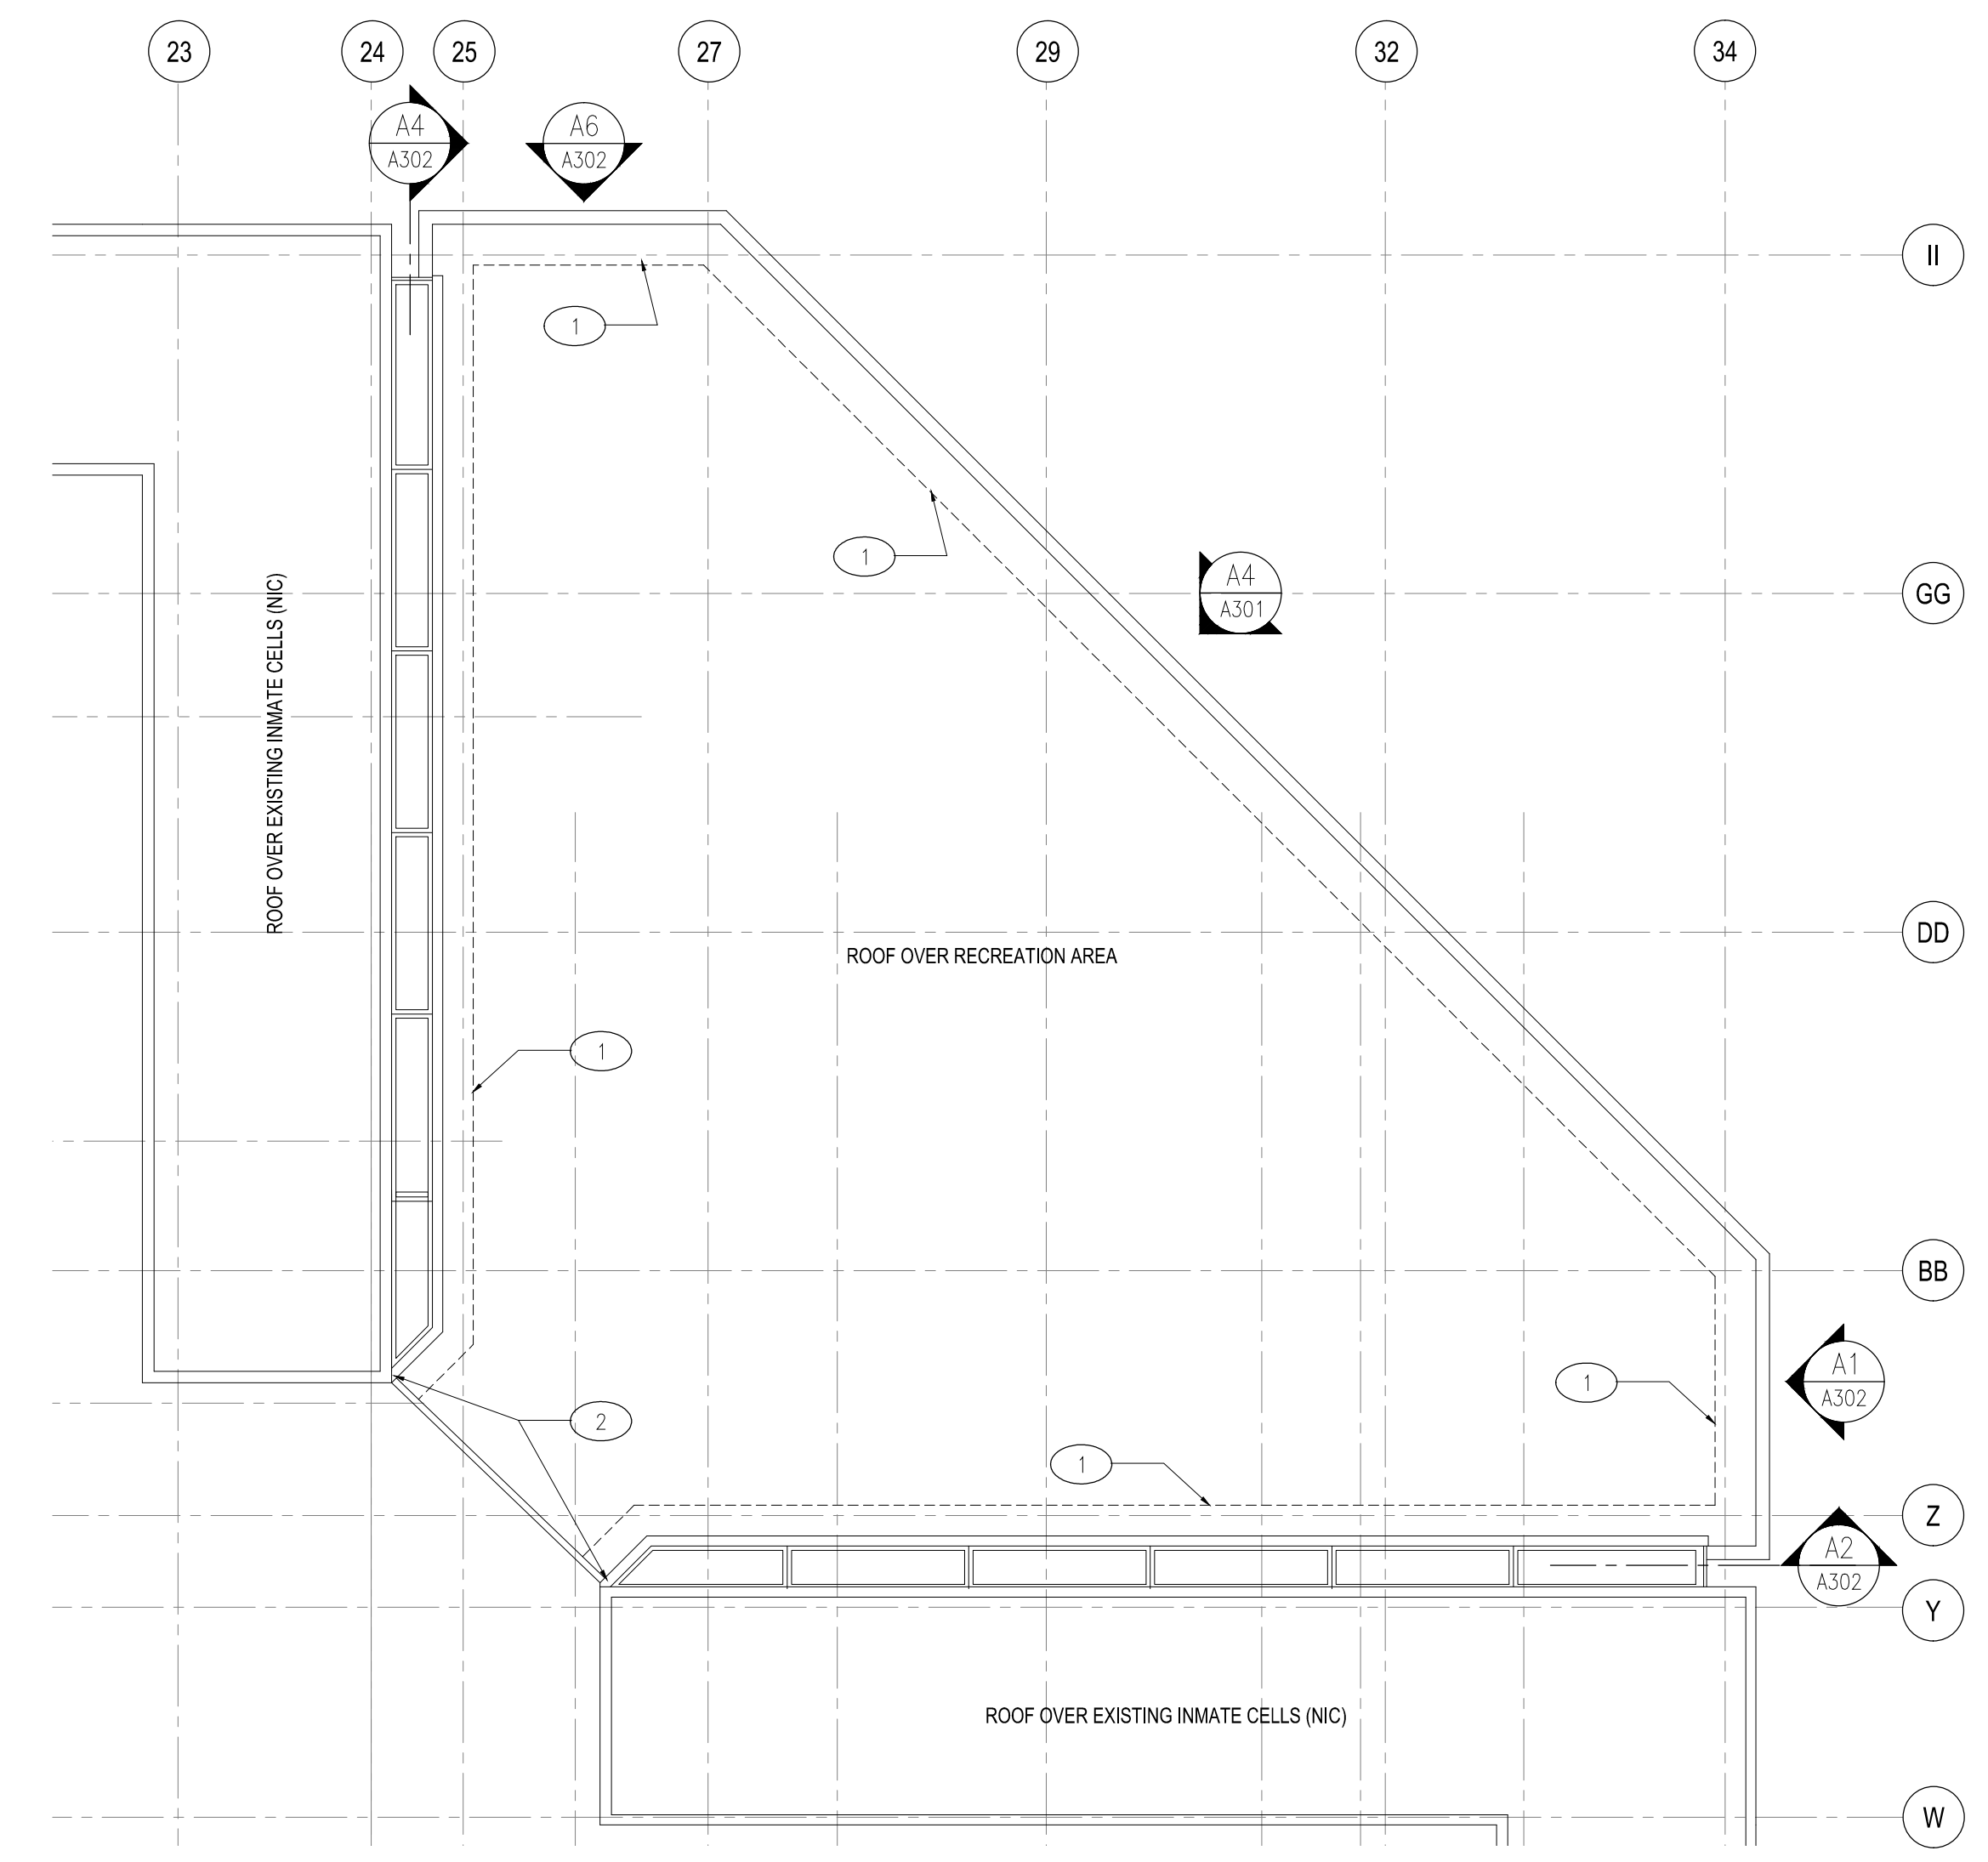 23
24
25
27
29
32
34
A4
A302
A6
A302
II
1
1
A4
A301
GG
ROOF OVER EXISTING INMATE CELLS (NIC)
DD
ROOF OVER RECREATION AREA
1
BB
1
A1
A302
2
1
Z
A2
A302
Y
ROOF OVER EXISTING INMATE CELLS (NIC)
W